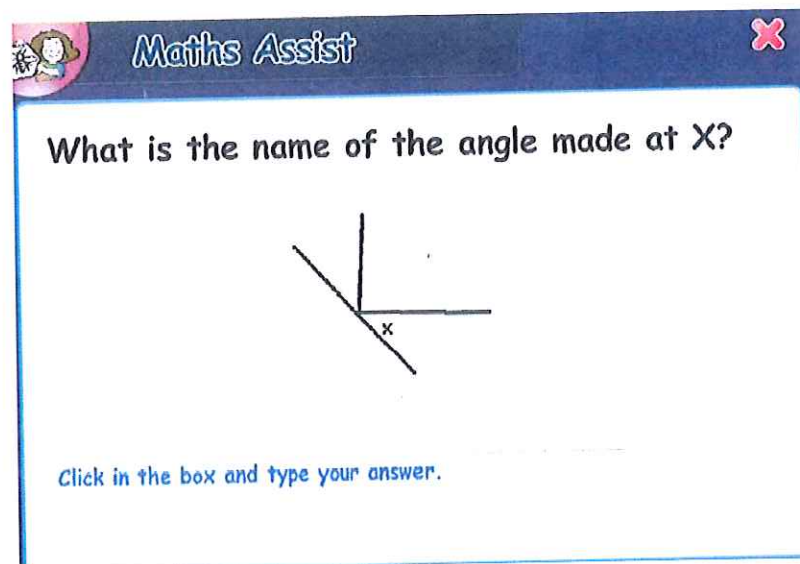 Maths Assist
What is the name of the angle made at X?
x
Click in the box and type your answer.